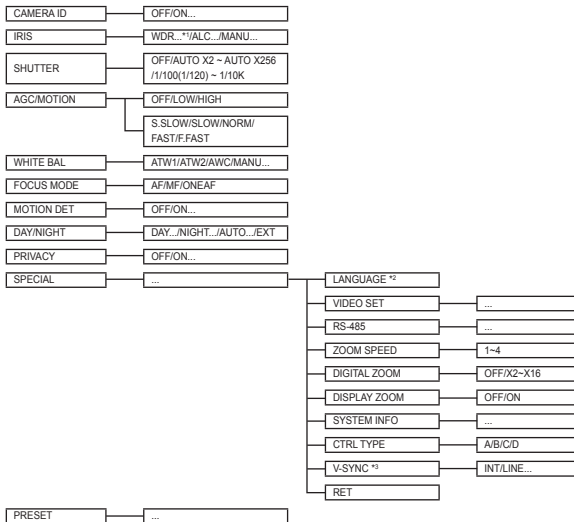 CAMERA ID
OFF/ON...
IRIS
WDR...*1/ALC.../MANU...
SHUTTER
OFF/AUTO X2 ~ AUTO X256
/1/100(1/120) ~ 1/10K
AGC/MOTION
OFF/LOW/HIGH
S.SLOW/SLOW/NORM/
FAST/F.FAST
WHITE BAL
ATW1/ATW2/AWC/MANU...
FOCUS MODE
AF/MF/ONEAF
MOTION DET
OFF/ON...
DAY/NIGHT
DAY.../NIGHT.../AUTO.../EXT
PRIVACY
OFF/ON...
SPECIAL
...
LANGUAGE *2
VIDEO SET
...
RS-485
...
ZOOM SPEED
1~4
DIGITAL ZOOM
OFF/X2~X16
DISPLAY ZOOM
OFF/ON
SYSTEM INFO
...
CTRL TYPE
A/B/C/D
V-SYNC *3
INT/LINE...
RET
PRESET
...